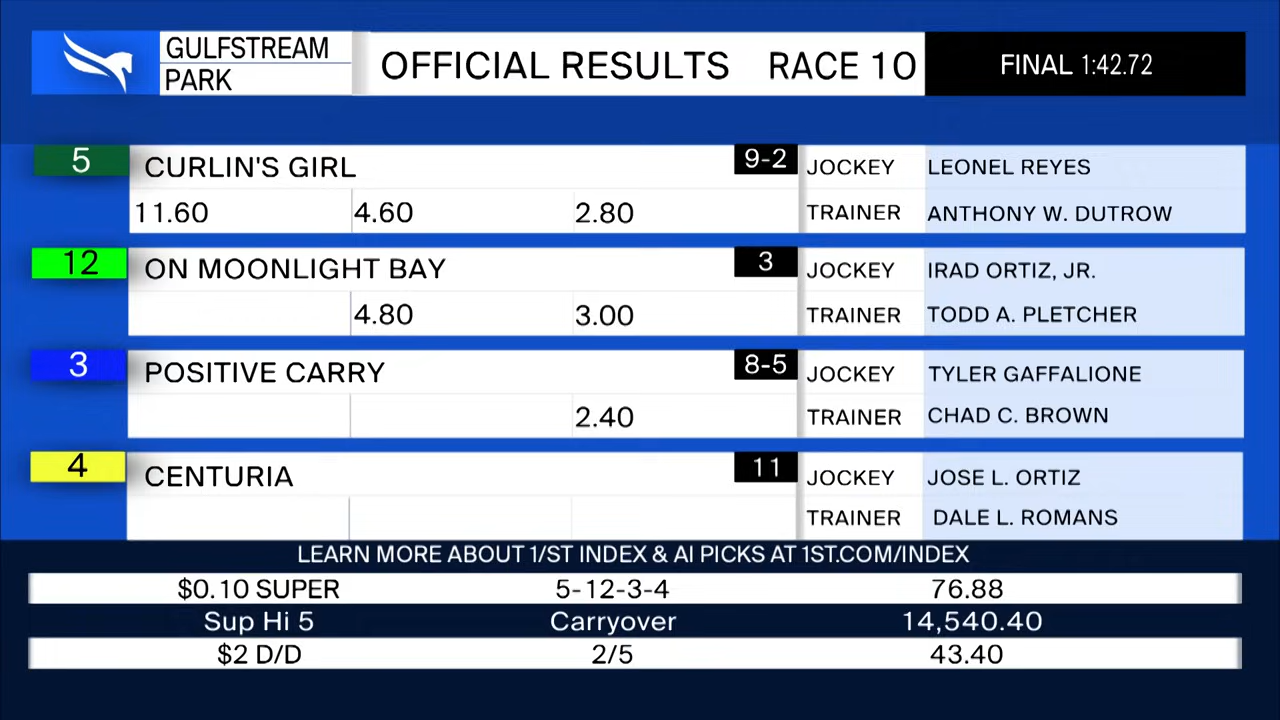 GULFSTREAM PARK
OFFICIAL RESULTS RACE 10 FINAL 1:42.72
5 CURLIN'S GIRL 9-2 JOCKEY LEONEL REYES
11.60 4.60 2.80 TRAINER ANTHONY W. DUTROW
12 ON MOONLIGHT BAY 3 JOCKEY IRAD ORTIZ, JR.
4.80 3.00 TRAINER TODD A. PLETCHER
3 POSITIVE CARRY 8-5 JOCKEY TYLER GAFFALIONE
2.40 TRAINER CHAD C. BROWN
4 CENTURIA 11 JOCKEY JOSE L. ORTIZ
TRAINER DALE L. ROMANS
LEARN MORE ABOUT 1/ST INDEX & AI PICKS AT 1ST.COM/INDEX
$0.10 SUPER 5-12-3-4 76.88
Sup Hi 5 Carryover 14,540.40
$2 D/D 2/5 43.40